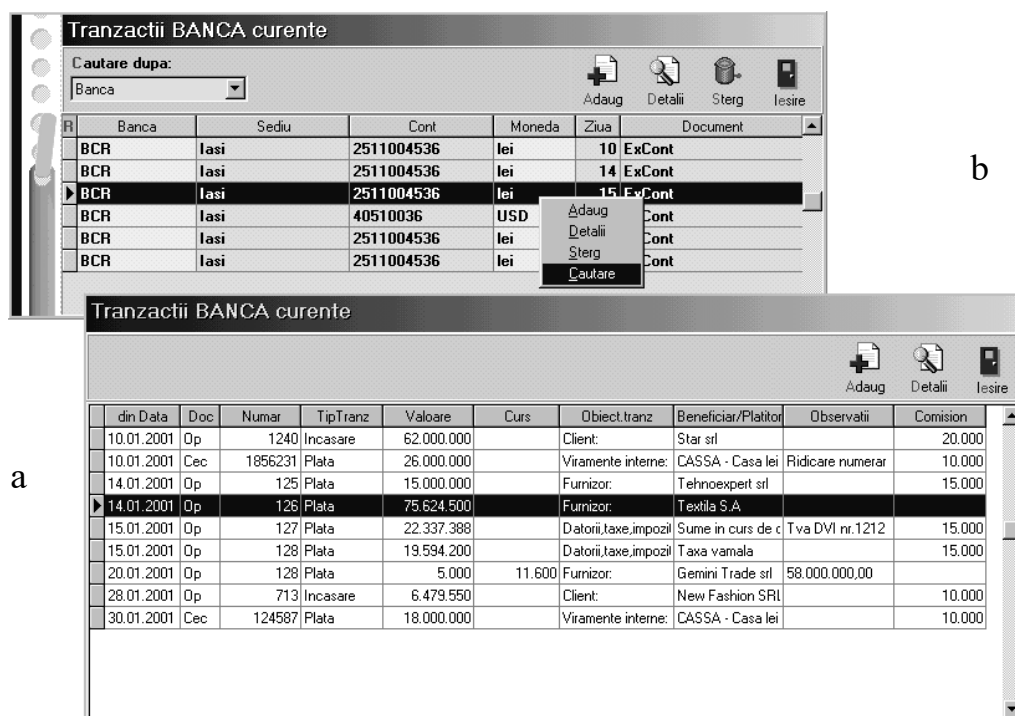 Tranzactii BANCA curente
Cautare dupa:
Banca
Adaug Detalii Sterg Iesire
R Banca Sediu Cont Moneda Ziua Document
BCR Iasi 2511004536 lei 10 ExCont
BCR Iasi 2511004536 lei 14 ExCont
b
BCR Iasi 2511004536 lei 15 ExCont
BCR Iasi 40510036 USD Cont
BCR Iasi 2511004536 lei Cont
BCR Iasi 2511004536 lei Cont
Adaug
Detalii
Sterg
Cautare
Tranzactii BANCA curente
Adaug Detalii Iesire
din Data Doc Numar TipTranz Valoare Curs Obiect.tranz Beneficiar/Platitor Observatii Comision
10.01.2001 Op 1240 Incasare 62.000.000 Client: Star srl 20.000
10.01.2001 Cec 1856231 Plata 26.000.000 Viramente interne: CASSA - Casa lei Ridicare numerar 10.000
a
14.01.2001 Op 125 Plata 15.000.000 Furnizor: Tehnoexpert srl 15.000
14.01.2001 Op 126 Plata 75.624.500 Furnizor: Textila S.A
15.01.2001 Op 127 Plata 22.337.388 Datorii,taxe,impozit Sume in curs de c Tva DVI nr.1212 15.000
15.01.2001 Op 128 Plata 19.594.200 Datorii,taxe,impozit Taxa vamala 15.000
20.01.2001 Op 128 Plata 5.000 11.600 Furnizor: Gemini Trade srl 58.000.000,00
28.01.2001 Op 713 Incasare 6.479.550 Client: New Fashion SRL 10.000
30.01.2001 Cec 124587 Plata 18.000.000 Viramente interne: CASSA - Casa lei 10.000